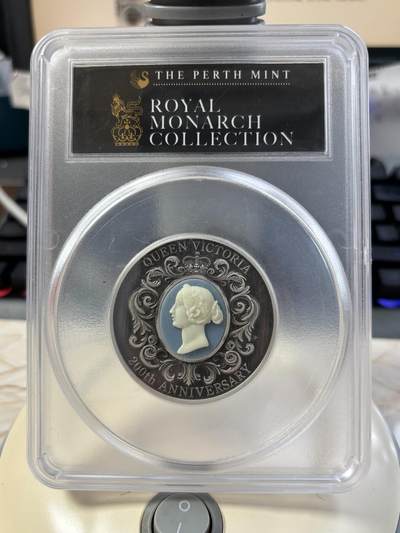 THE PERTH MINT
ROYAL
MONARCH
COLLECTION
QUEEN VICTORIA
200th ANNIVERSARY